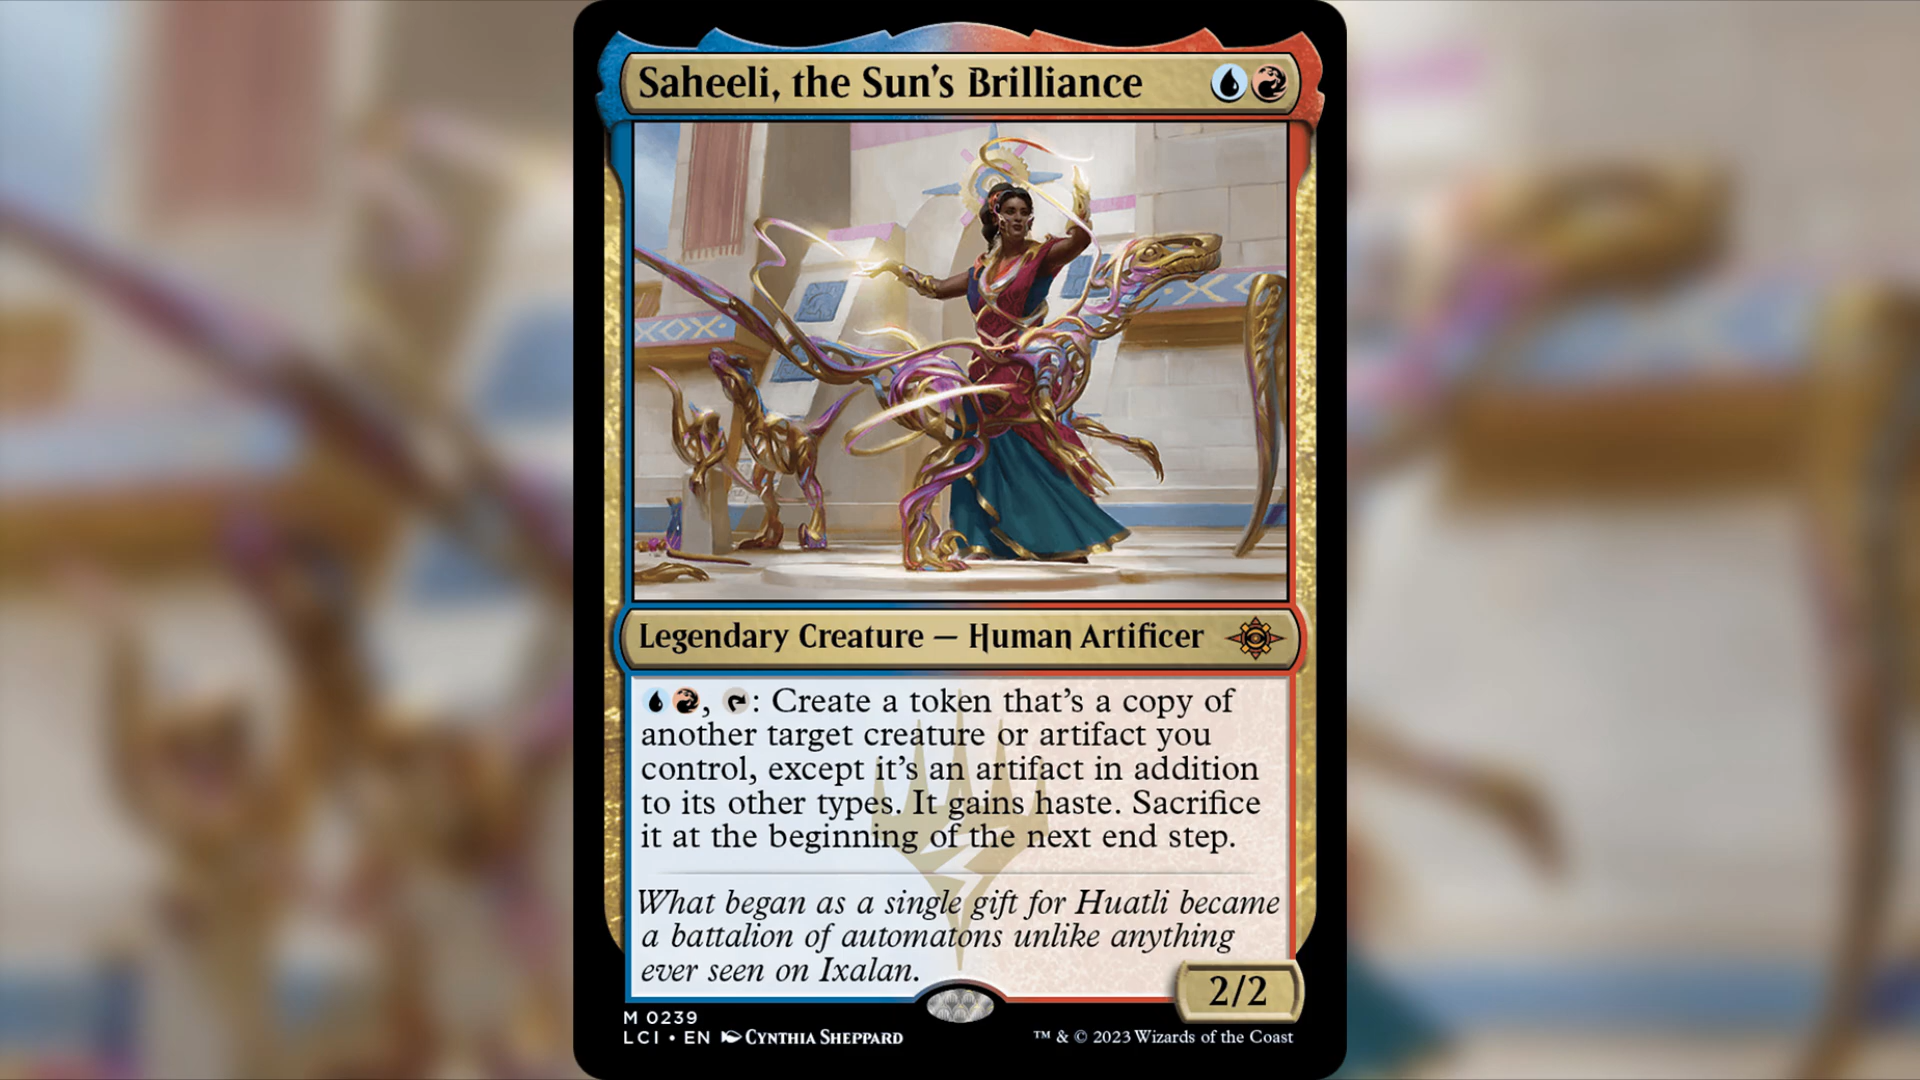 Saheeli, the Sun's Brilliance
Legendary Creature — Human Artificer
, : Create a token that's a copy of
another target creature or artifact you
control, except it's an artifact in addition
to its other types. It gains haste. Sacrifice
it at the beginning of the next end step.
What began as a single gift for Huatli became
a battalion of automatons unlike anything
ever seen on Ixalan.
2/2
M 0239
LCI • EN Cynthia Sheppard
™ & © 2023 Wizards of the Coast